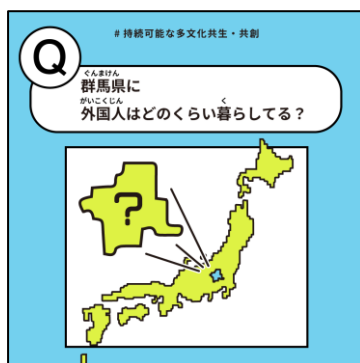 # 持続可能な多文化共生・共創
Q
ぐんまけん
群馬県に
がいこくじん く
外国人はどのくらい暮らしてる？
?